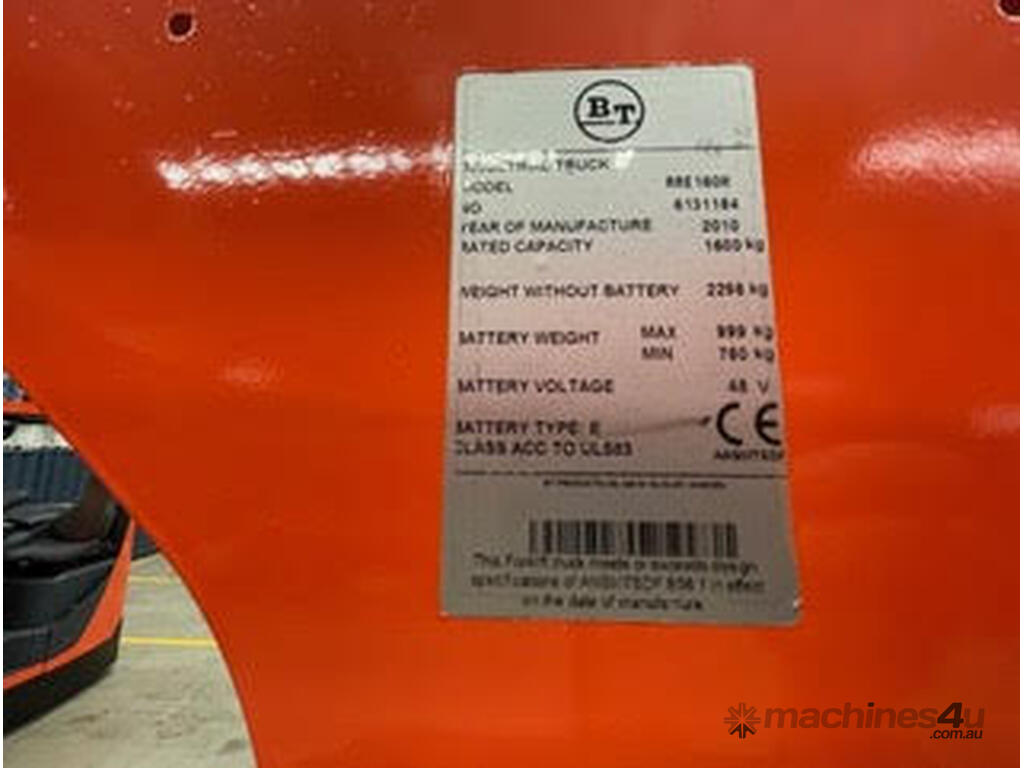 BT
TRUCK
MODEL RRE160R
NO 6131184
YEAR OF MANUFACTURE 2010
RATED CAPACITY 1600 kg
WEIGHT WITHOUT BATTERY 2298 kg
BATTERY WEIGHT MAX 999 kg
MIN 760 kg
BATTERY VOLTAGE 48 V
BATTERY TYPE: E CE
CLASS ACC TO UL583
This Forklift truck meets or exceeds design
specifications of ANSI/ITSDF B56.1 in effect
on the date of manufacture.
machines4u
.com.au